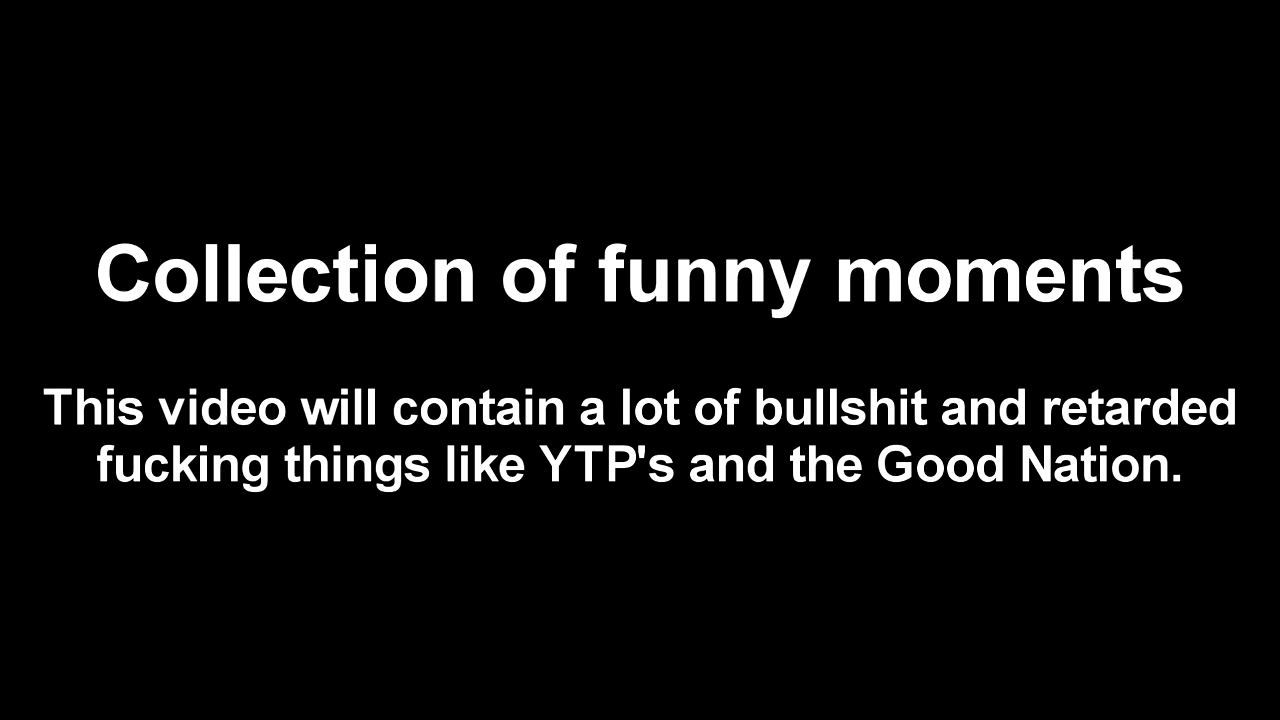 Collection of funny moments
This video will contain a lot of bullshit and retarded
fucking things like YTP's and the Good Nation.